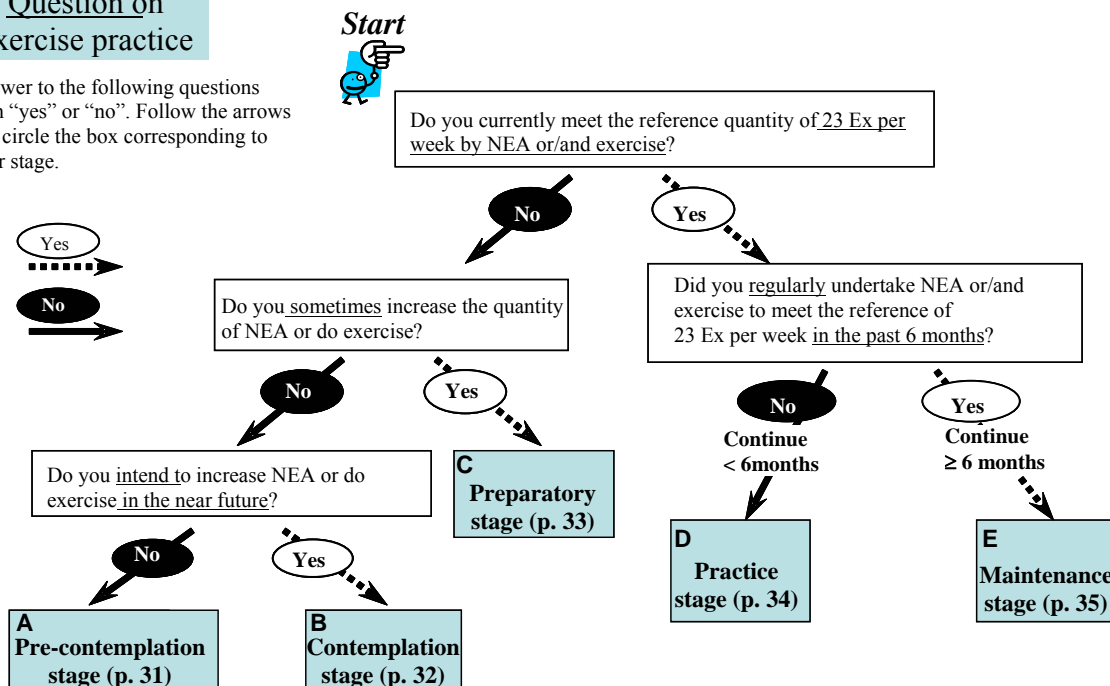 Question on
xercise practice
wer to the following questions
“yes” or “no”. Follow the arrows
circle the box corresponding to
stage.
Start
Do you currently meet the reference quantity of 23 Ex per
week by NEA or/and exercise?
No
Yes
Yes
No
Do you sometimes increase the quantity
of NEA or do exercise?
Did you regularly undertake NEA or/and
exercise to meet the reference of
23 Ex per week in the past 6 months?
No
Yes
No
Continue
< 6months
Yes
Continue
≥ 6 months
Do you intend to increase NEA or do
exercise in the near future?
C
Preparatory
stage (p. 33)
No
Yes
D
Practice
stage (p. 34)
E
Maintenance
stage (p. 35)
A
Pre-contemplation
stage (p. 31)
B
Contemplation
stage (p. 32)